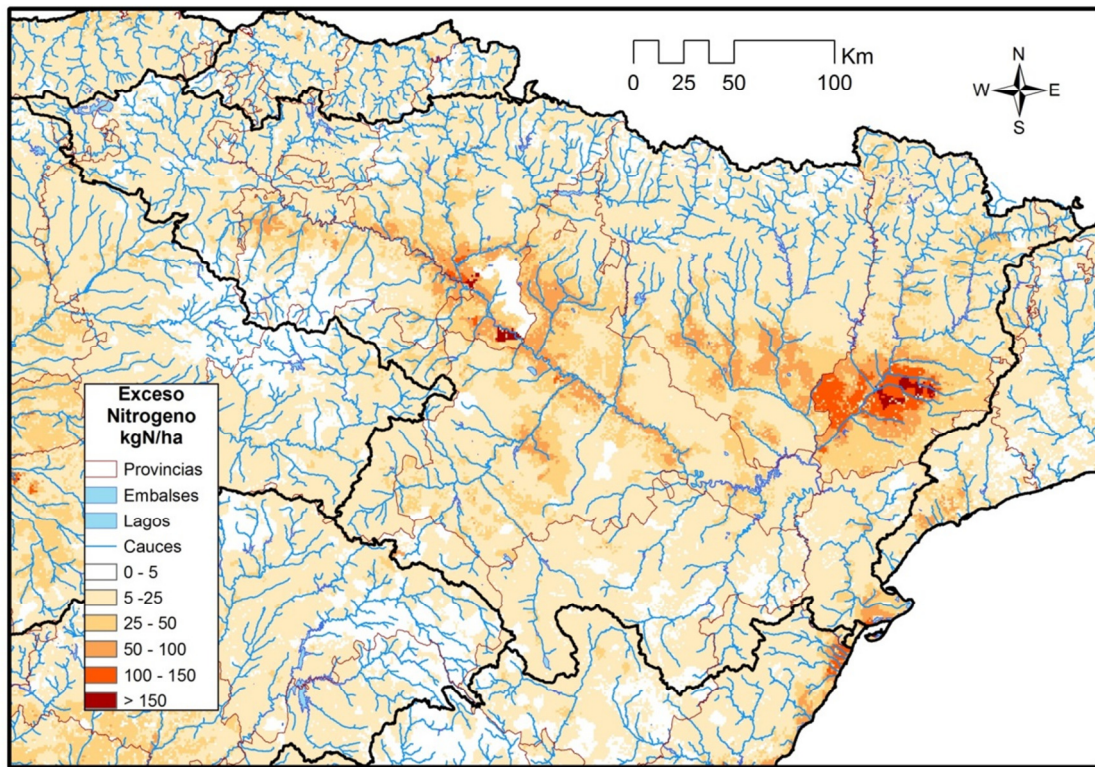 Km
0 25 50 100
N
W E
S
Exceso
Nitrogeno
kgN/ha
Provincias
Embalses
Lagos
Cauces
0 - 5
5 -25
25 - 50
50 - 100
100 - 150
> 150